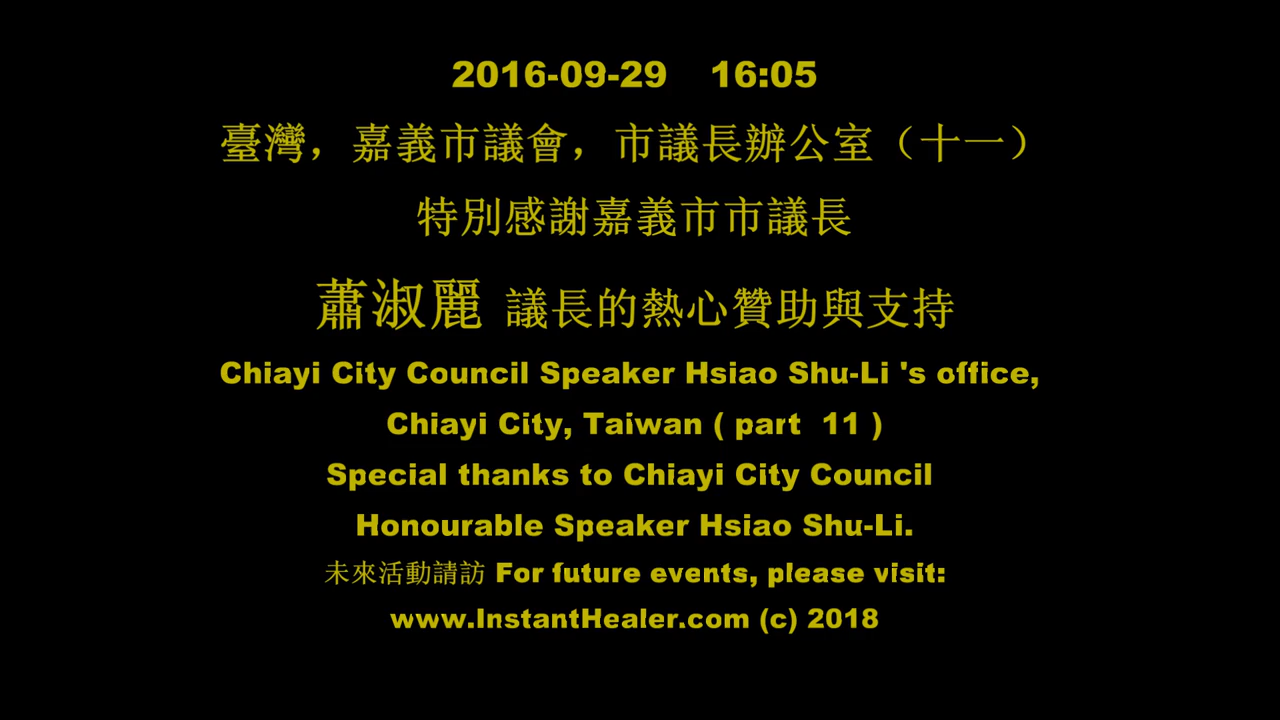 2016-09-29 16:05
臺灣，嘉義市議會，市議長辦公室（十一）
特別感謝嘉義市市議長
蕭淑麗 議長的熱心贊助與支持
Chiayi City Council Speaker Hsiao Shu-Li 's office,
Chiayi City, Taiwan ( part 11 )
Special thanks to Chiayi City Council
Honourable Speaker Hsiao Shu-Li.
未來活動請訪 For future events, please visit:
www.InstantHealer.com (c) 2018